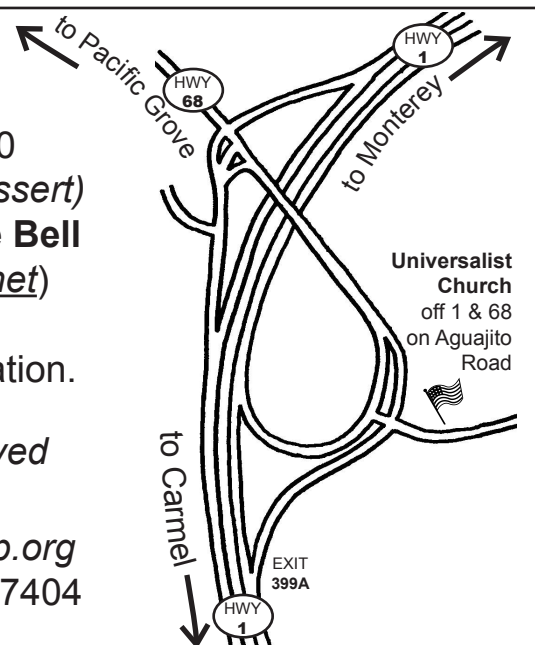 to Pacific Grove
HWY
68
HWY
1
to Monterey
0
ssert)
Bell
net)
ation.
ved
o.org
7404
Universalist
Church
off 1 & 68
on Aguajito
Road
to Carmel
EXIT
399A
HWY
1